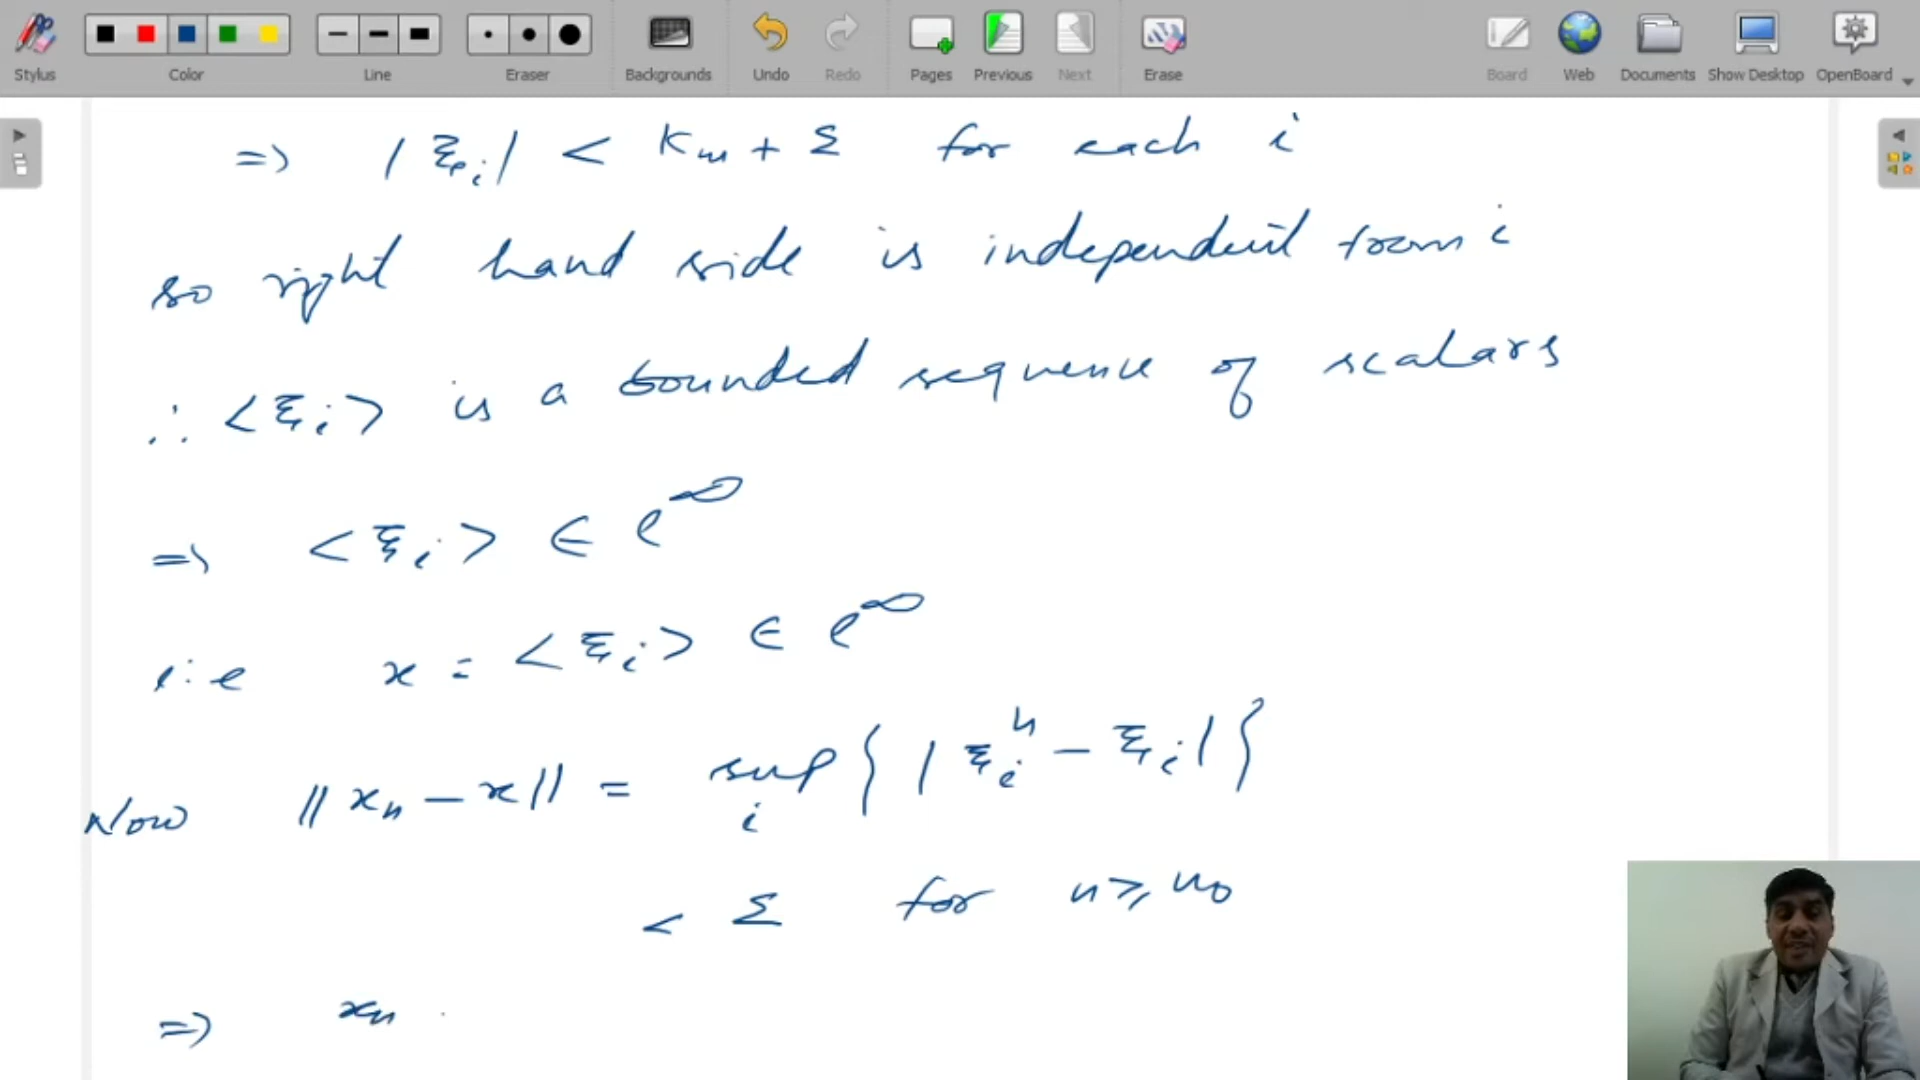 Stylus Color Line Eraser Backgrounds Undo Redo Pages Previous Next Erase Board Web Documents Show Desktop OpenBoard
=> |ξi| < Km + Σ for each i
so right hand side is independent from i
∴ <ξi> is a bounded sequence of scalars
=> <ξi> ∈ e^∞
i.e x = <ξi> ∈ e^∞
Now ||xn − x|| = sup i { |ξi^n − ξi| }
< Σ for n ≥ n0
=> xn